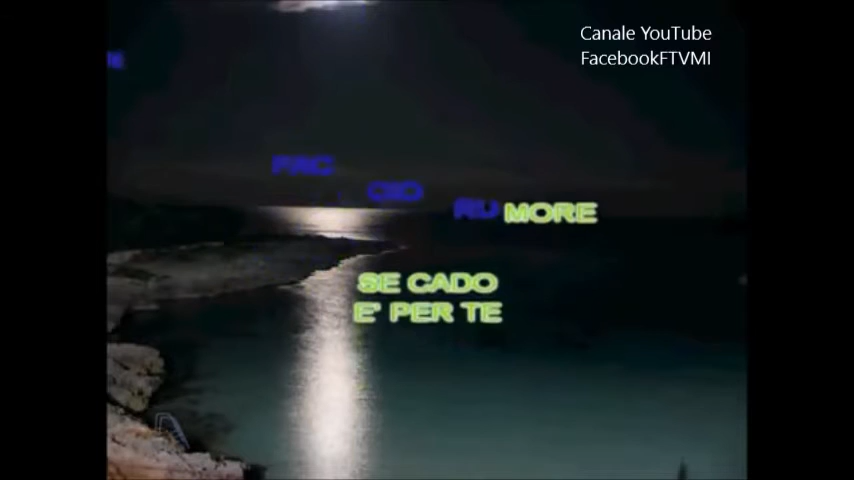 Canale YouTube
FacebookFTVMI
FAC
CIO
RU MORE
SE CADO
E' PER TE